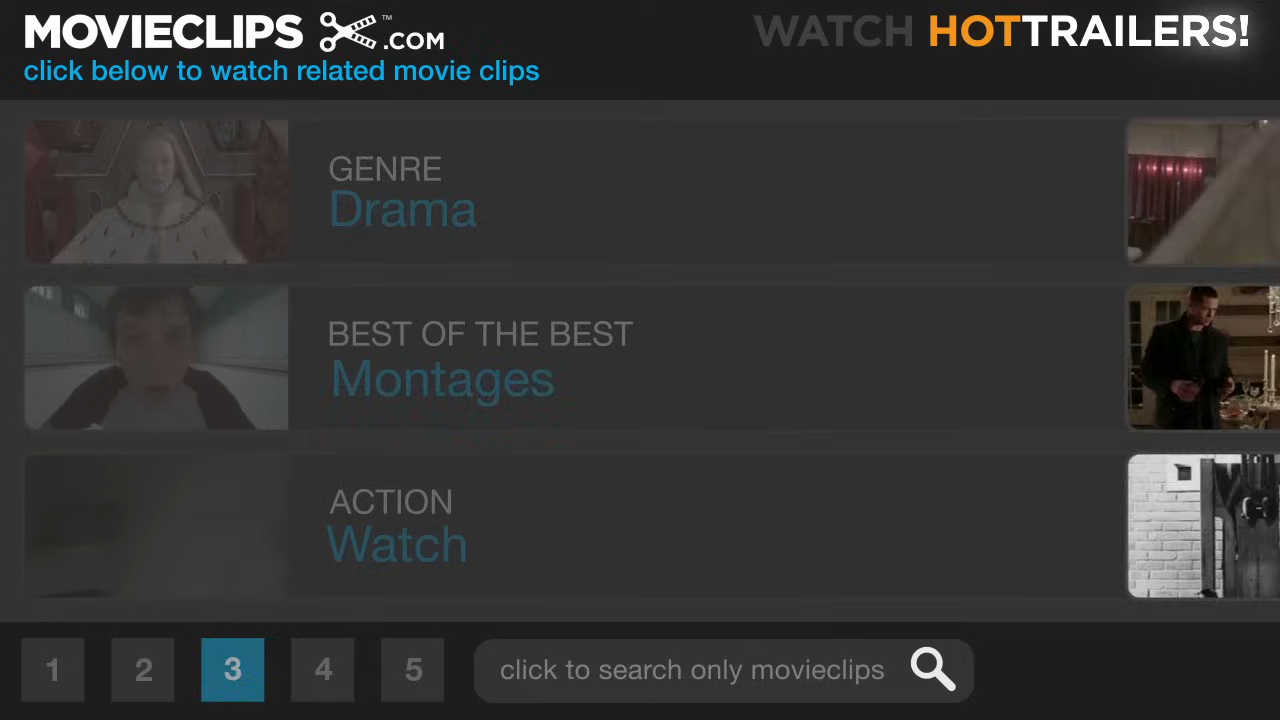 MOVIECLIPS ™ .COM
WATCH HOTTRAILERS!
click below to watch related movie clips
GENRE
Drama
BEST OF THE BEST
Montages
ACTION
Watch
1 2 3 4 5
click to search only movieclips